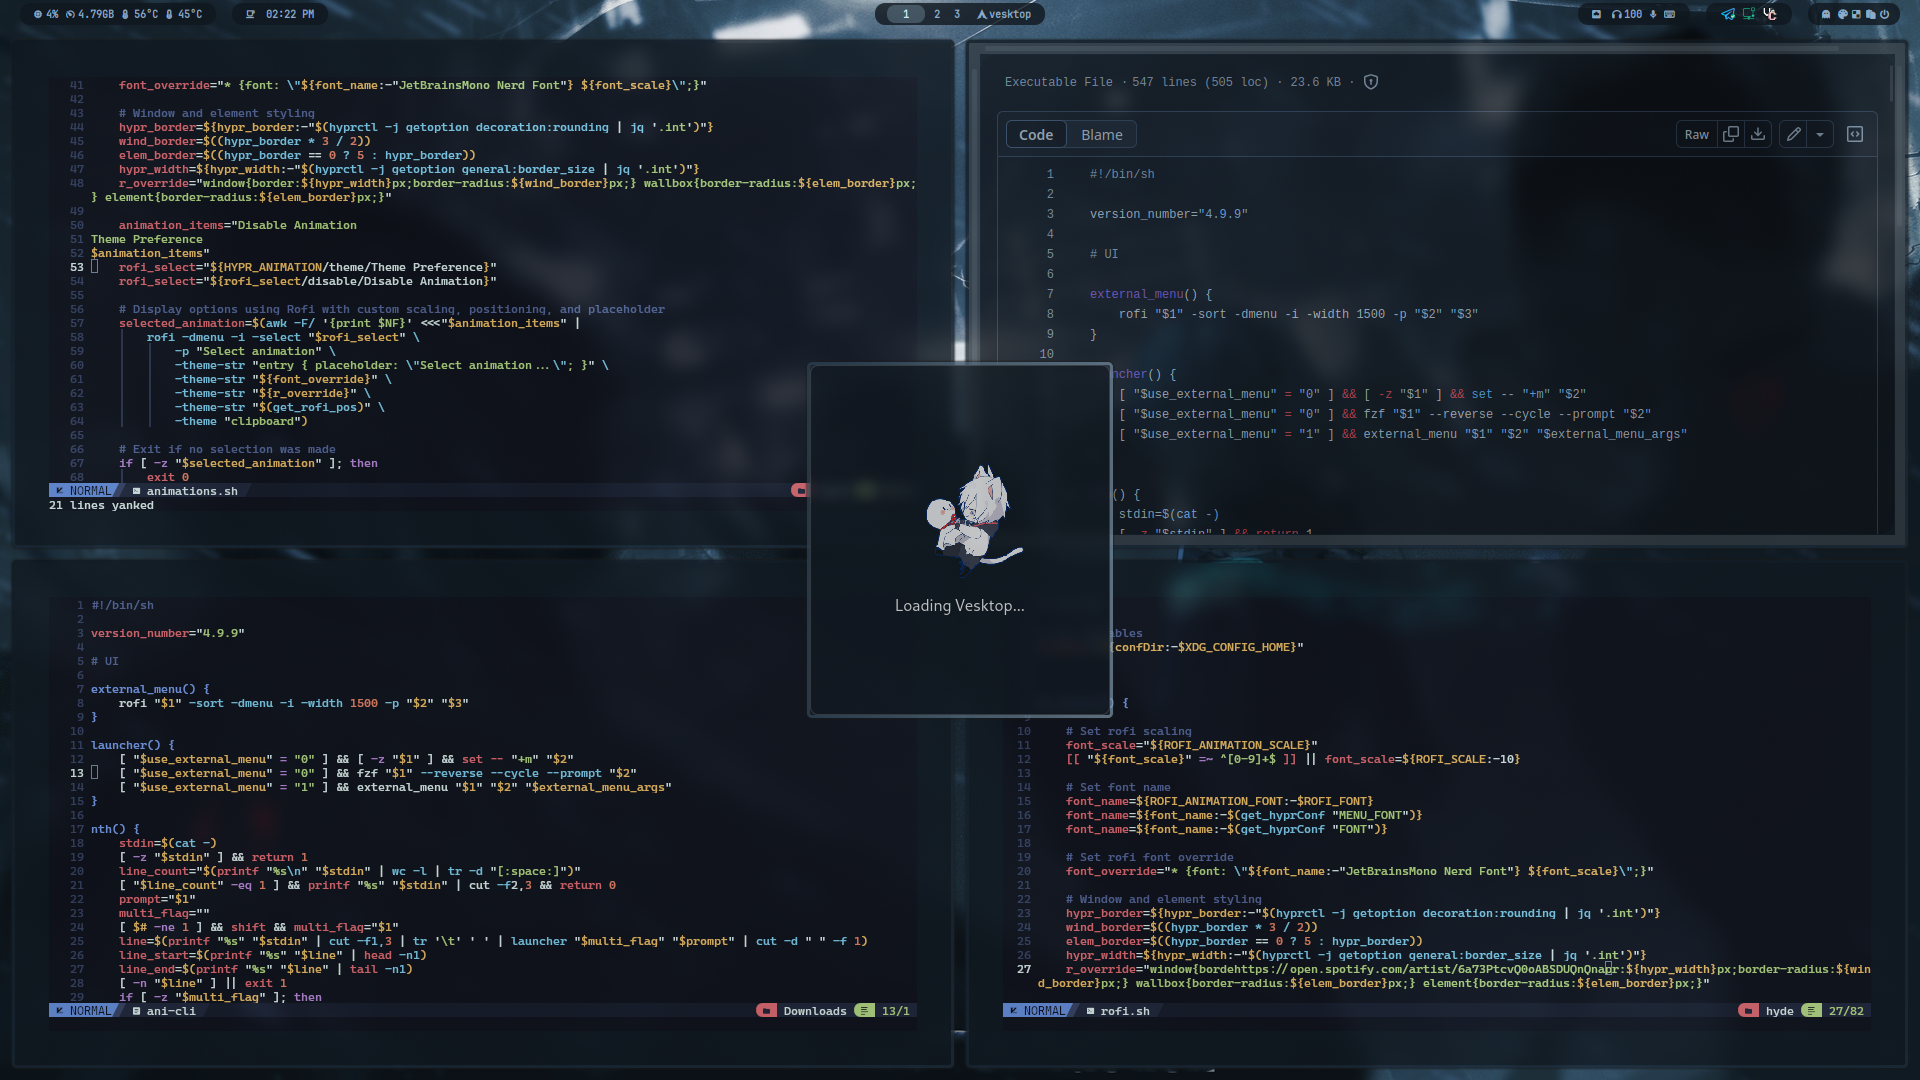 4% 4.79GB 56°C 45°C 02:22 PM 1 2 3 vesktop 100
41 font_override="* {font: \"${font_name:-"JetBrainsMono Nerd Font"} ${font_scale}\";}"
42
43 # Window and element styling
44 hypr_border=${hypr_border:-"$(hyprctl -j getoption decoration:rounding | jq '.int')"}
45 wind_border=$((hypr_border * 3 / 2))
46 elem_border=$((hypr_border == 0 ? 5 : hypr_border))
47 hypr_width=${hypr_width:-"$(hyprctl -j getoption general:border_size | jq '.int')"}
48 r_override="window{border:${hypr_width}px;border-radius:${wind_border}px;} wallbox{border-radius:${elem_border}px;
} element{border-radius:${elem_border}px;}"
49
50 animation_items="Disable Animation
51 Theme Preference
52 $animation_items"
53 rofi_select="${HYPR_ANIMATION/theme/Theme Preference}"
54 rofi_select="${rofi_select/disable/Disable Animation}"
55
56 # Display options using Rofi with custom scaling, positioning, and placeholder
57 selected_animation=$(awk -F/ '{print $NF}' <<<"$animation_items" |
58 rofi -dmenu -i -select "$rofi_select" \
59 -p "Select animation" \
60 -theme-str "entry { placeholder: \"Select animation...\"; }" \
61 -theme-str "${font_override}" \
62 -theme-str "${r_override}" \
63 -theme-str "$(get_rofi_pos)" \
64 -theme "clipboard")
65
66 # Exit if no selection was made
67 if [ -z "$selected_animation" ]; then
68 exit 0
NORMAL animations.sh
21 lines yanked
Executable File · 547 lines (505 loc) · 23.6 KB ·
Code Blame Raw
1 #!/bin/sh
2
3 version_number="4.9.9"
4
5 # UI
6
7 external_menu() {
8 rofi "$1" -sort -dmenu -i -width 1500 -p "$2" "$3"
9 }
10
ncher() {
[ "$use_external_menu" = "0" ] && [ -z "$1" ] && set -- "+m" "$2"
[ "$use_external_menu" = "0" ] && fzf "$1" --reverse --cycle --prompt "$2"
[ "$use_external_menu" = "1" ] && external_menu "$1" "$2" "$external_menu_args"
() {
stdin=$(cat -)
[ -z "$stdin" ] && return 1
Loading Vesktop...
1 #!/bin/sh
2
3 version_number="4.9.9"
4
5 # UI
6
7 external_menu() {
8 rofi "$1" -sort -dmenu -i -width 1500 -p "$2" "$3"
9 }
10
11 launcher() {
12 [ "$use_external_menu" = "0" ] && [ -z "$1" ] && set -- "+m" "$2"
13 [ "$use_external_menu" = "0" ] && fzf "$1" --reverse --cycle --prompt "$2"
14 [ "$use_external_menu" = "1" ] && external_menu "$1" "$2" "$external_menu_args"
15 }
16
17 nth() {
18 stdin=$(cat -)
19 [ -z "$stdin" ] && return 1
20 line_count="$(printf "%s\n" "$stdin" | wc -l | tr -d "[:space:]")"
21 [ "$line_count" -eq 1 ] && printf "%s" "$stdin" | cut -f2,3 && return 0
22 prompt="$1"
23 multi_flag=""
24 [ $# -ne 1 ] && shift && multi_flag="$1"
25 line=$(printf "%s" "$stdin" | cut -f1,3 | tr '\t' ' ' | launcher "$multi_flag" "$prompt" | cut -d " " -f 1)
26 line_start=$(printf "%s" "$line" | head -n1)
27 line_end=$(printf "%s" "$line" | tail -n1)
28 [ -n "$line" ] || exit 1
29 if [ -z "$multi_flag" ]; then
NORMAL ani-cli Downloads 13/1
ables
{confDir:-$XDG_CONFIG_HOME}"
) {
9
10 # Set rofi scaling
11 font_scale="${ROFI_ANIMATION_SCALE}"
12 [[ "${font_scale}" =~ ^[0-9]+$ ]] || font_scale=${ROFI_SCALE:-10}
13
14 # Set font name
15 font_name=${ROFI_ANIMATION_FONT:-$ROFI_FONT}
16 font_name=${font_name:-$(get_hyprConf "MENU_FONT")}
17 font_name=${font_name:-$(get_hyprConf "FONT")}
18
19 # Set rofi font override
20 font_override="* {font: \"${font_name:-"JetBrainsMono Nerd Font"} ${font_scale}\";}"
21
22 # Window and element styling
23 hypr_border=${hypr_border:-"$(hyprctl -j getoption decoration:rounding | jq '.int')"}
24 wind_border=$((hypr_border * 3 / 2))
25 elem_border=$((hypr_border == 0 ? 5 : hypr_border))
26 hypr_width=${hypr_width:-"$(hyprctl -j getoption general:border_size | jq '.int')"}
27 r_override="window{bordehttps://open.spotify.com/artist/6a73PtcvQ0oABSDUQnQnapr:${hypr_width}px;border-radius:${win
d_border}px;} wallbox{border-radius:${elem_border}px;} element{border-radius:${elem_border}px;}"
NORMAL rofi.sh hyde 27/82